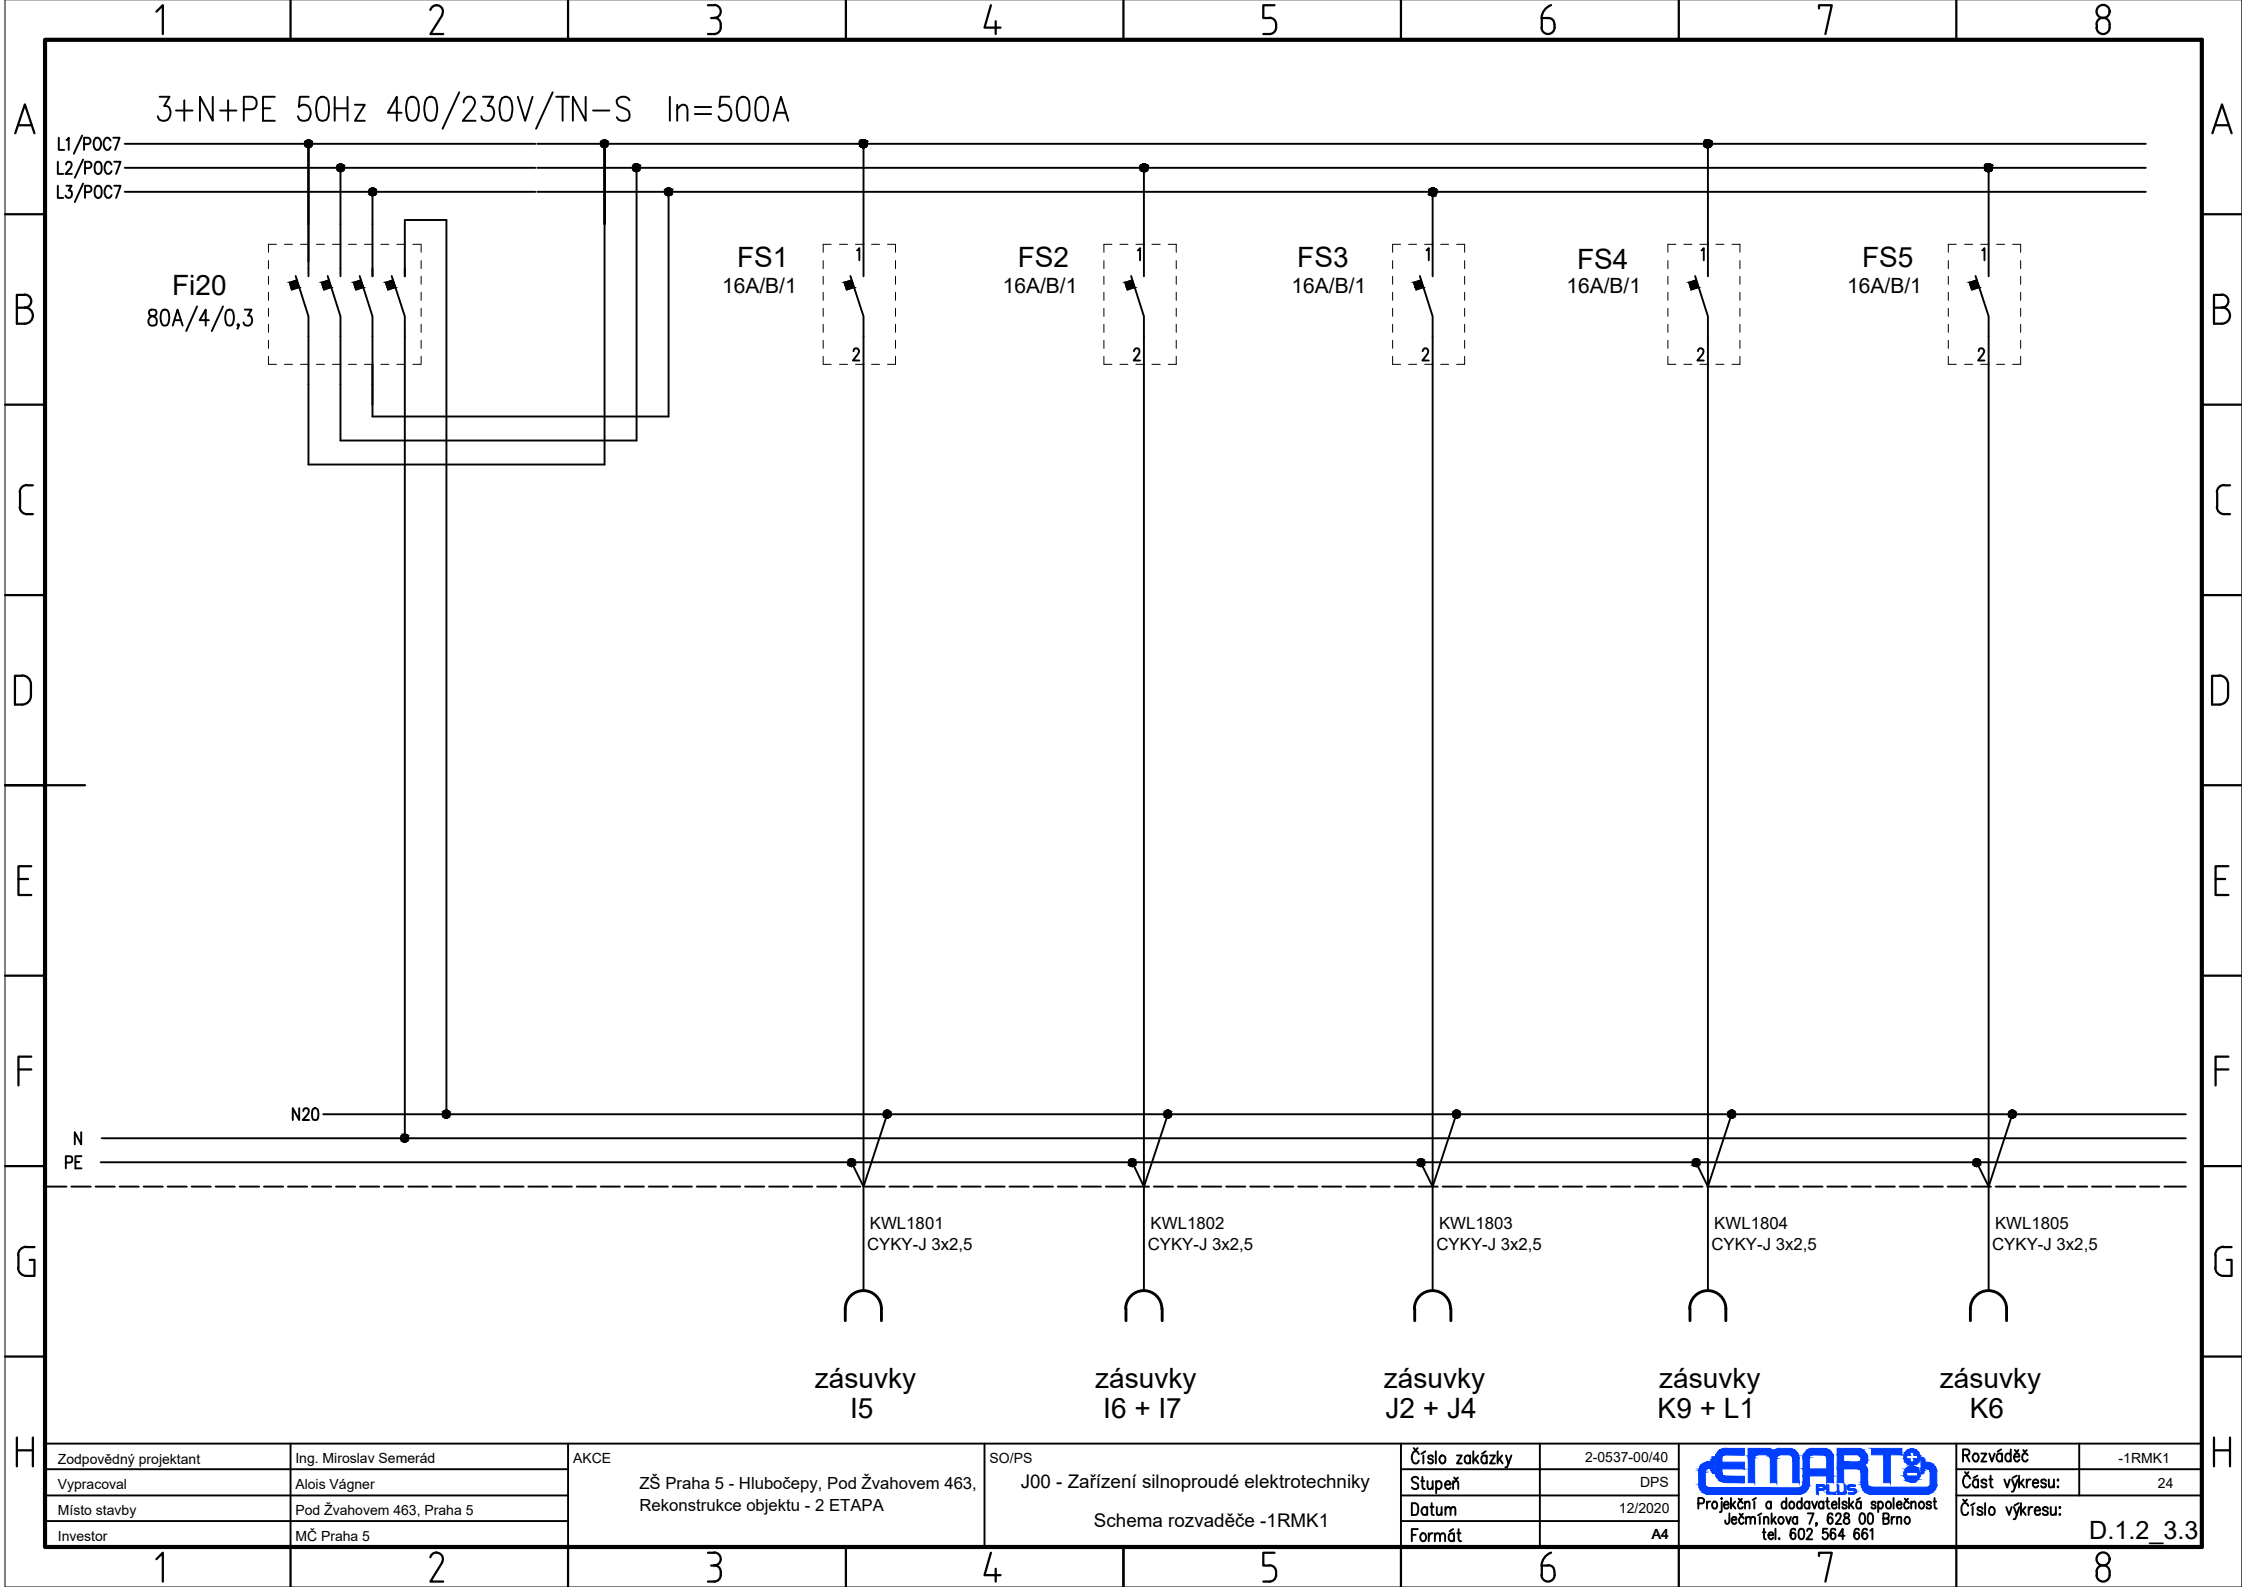 1 2 3 4 5 6 7 8
A A
3+N+PE 50Hz 400/230V/TN-S In=500A
L1/POC7
L2/POC7
L3/POC7
B B
Fi20
80A/4/0,3
FS1
16A/B/1
1
2
FS2
16A/B/1
1
2
FS3
16A/B/1
1
2
FS4
16A/B/1
1
2
FS5
16A/B/1
1
2
C C
D D
E E
F F
N20
N
PE
G G
KWL1801
CYKY-J 3x2,5
KWL1802
CYKY-J 3x2,5
KWL1803
CYKY-J 3x2,5
KWL1804
CYKY-J 3x2,5
KWL1805
CYKY-J 3x2,5
zásuvky
I5
zásuvky
I6 + I7
zásuvky
J2 + J4
zásuvky
K9 + L1
zásuvky
K6
H H
Zodpovědný projektant Ing. Miroslav Semerád
Vypracoval Alois Vágner
Místo stavby Pod Žvahovem 463, Praha 5
Investor MČ Praha 5
AKCE
ZŠ Praha 5 - Hlubočepy, Pod Žvahovem 463,
Rekonstrukce objektu - 2 ETAPA
SO/PS
J00 - Zařízení silnoproudé elektrotechniky
Schema rozvaděče -1RMK1
Číslo zakázky 2-0537-00/40
Stupeň DPS
Datum 12/2020
Formát A4
EMART
PLUS
Projekční a dodavatelská společnost
Ječmínkova 7, 628 00 Brno
tel. 602 564 661
Rozváděč -1RMK1
Část výkresu: 24
Číslo výkresu:
D.1.2_3.3
1 2 3 4 5 6 7 8